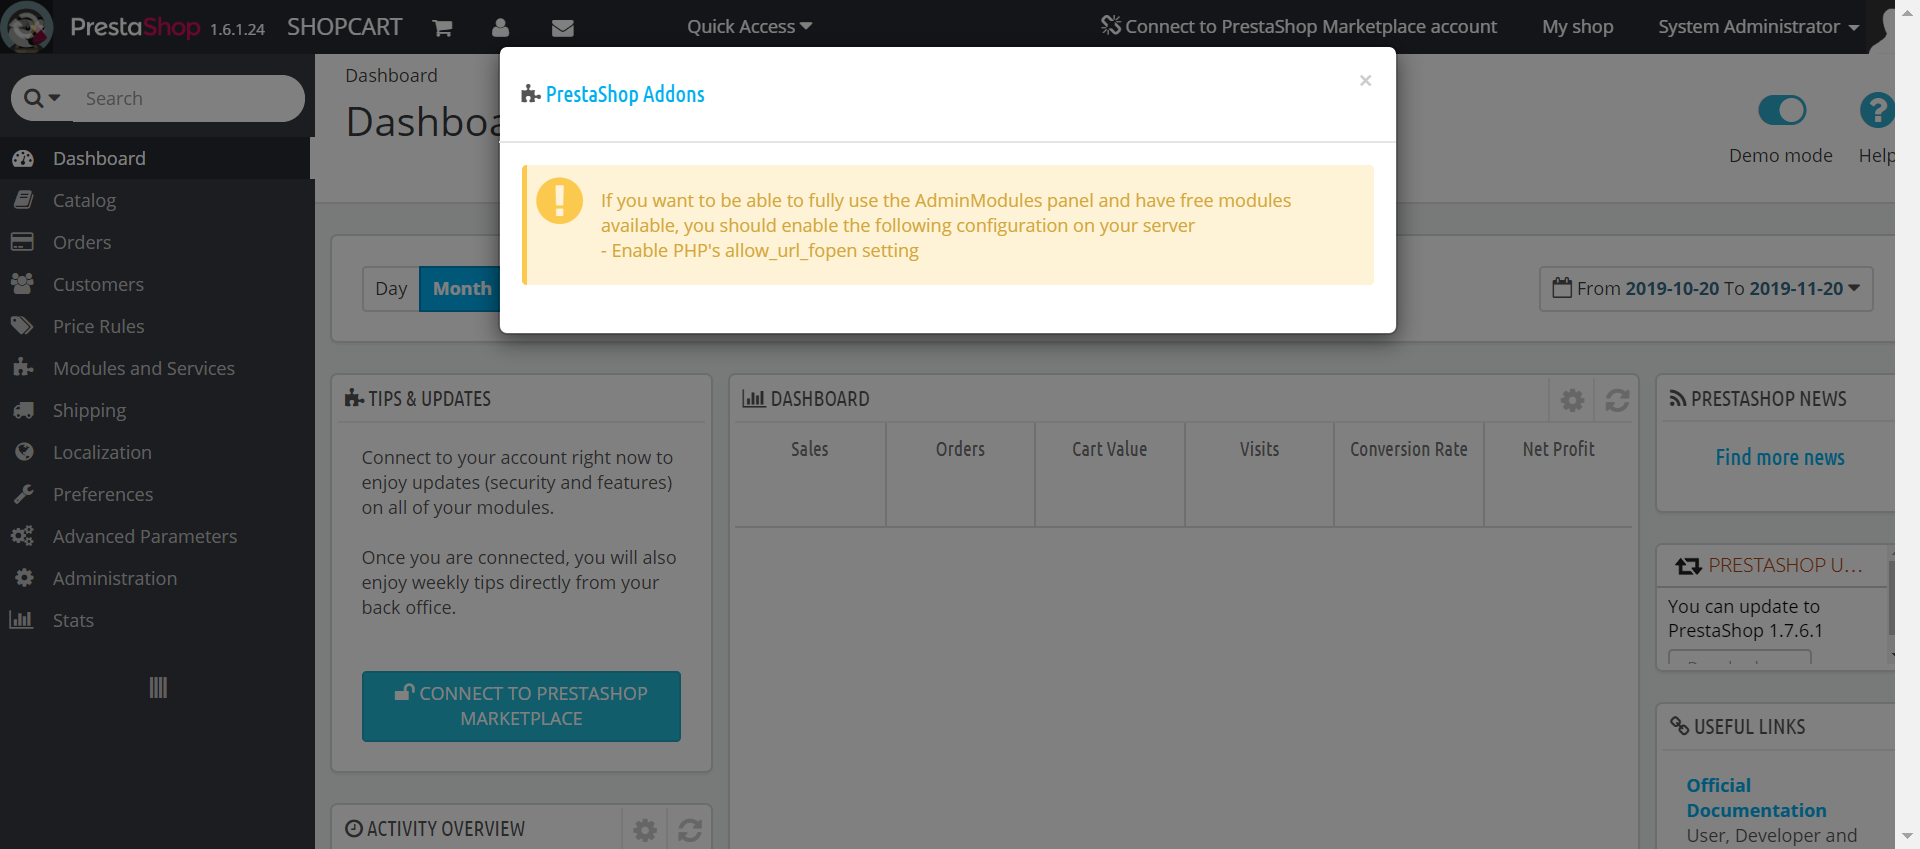 PrestaShop 1.6.1.24 SHOPCART Quick Access Connect to PrestaShop Marketplace account My shop System Administrator
Search
Dashboard
Catalog
Orders
Customers
Price Rules
Modules and Services
Shipping
Localization
Preferences
Advanced Parameters
Administration
Stats
Dashboard
Demo mode Help
PrestaShop Addons
×
If you want to be able to fully use the AdminModules panel and have free modules
available, you should enable the following configuration on your server
- Enable PHP's allow_url_fopen setting
Day Month
From 2019-10-20 To 2019-11-20
TIPS & UPDATES
Connect to your account right now to
enjoy updates (security and features)
on all of your modules.
Once you are connected, you will also
enjoy weekly tips directly from your
back office.
CONNECT TO PRESTASHOP
MARKETPLACE
ACTIVITY OVERVIEW
DASHBOARD
Sales Orders Cart Value Visits Conversion Rate Net Profit
PRESTASHOP NEWS
Find more news
PRESTASHOP U...
You can update to
PrestaShop 1.7.6.1
USEFUL LINKS
Official
Documentation
User, Developer and